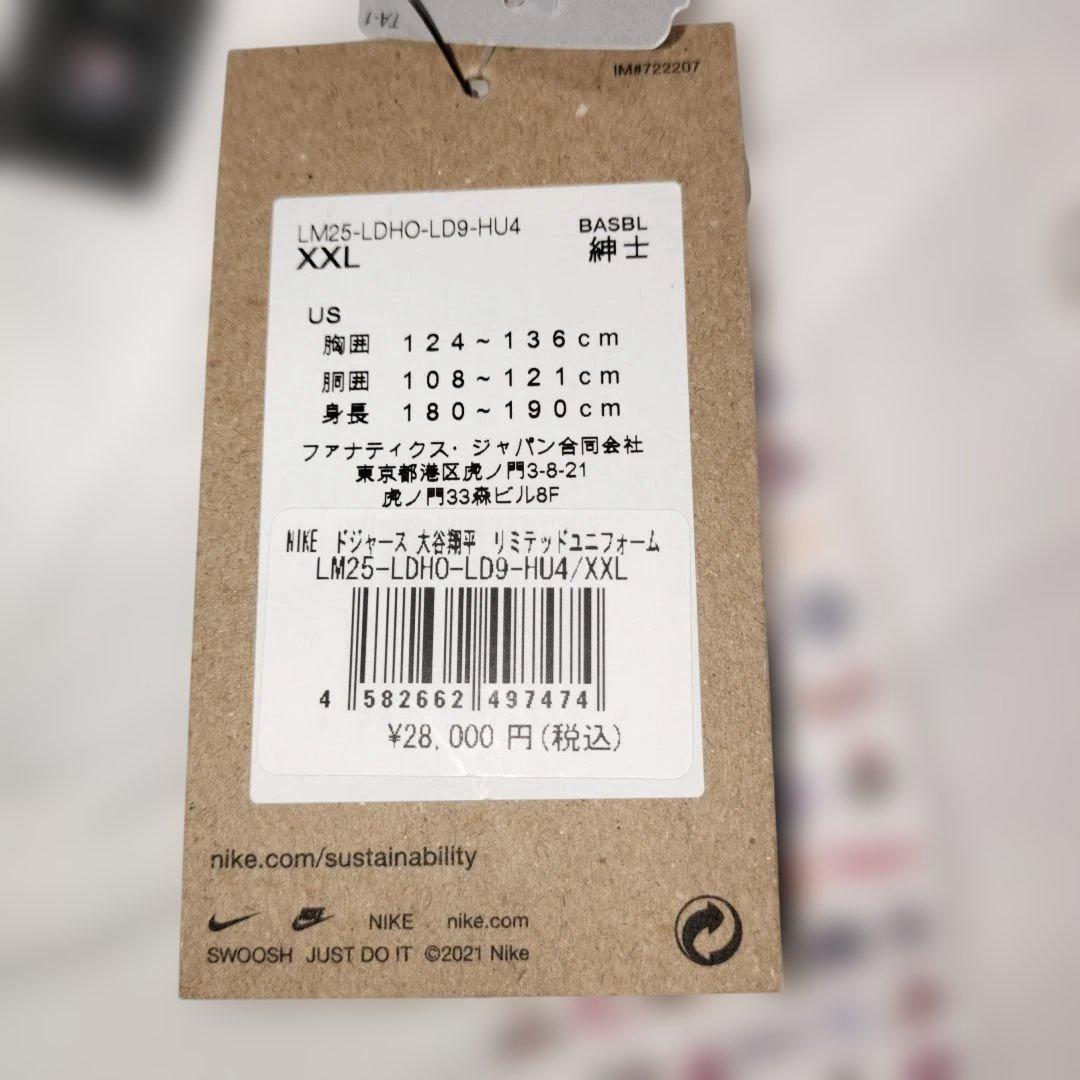 TA-1
IM#722207
LM25-LDHO-LD9-HU4 BASBL
XXL 紳士
US
胸囲 124~136cm
胴囲 108~121cm
身長 180~190cm
ファナティクス・ジャパン合同会社
東京都港区虎ノ門3-8-21
虎ノ門33森ビル8F
NIKE ドジャース 大谷翔平 リミテッドユニフォーム
LM25-LDHO-LD9-HU4/XXL
4 582662 497474
¥28,000 円(税込)
nike.com/sustainability
NIKE NIKE nike.com
SWOOSH JUST DO IT ©2021 Nike